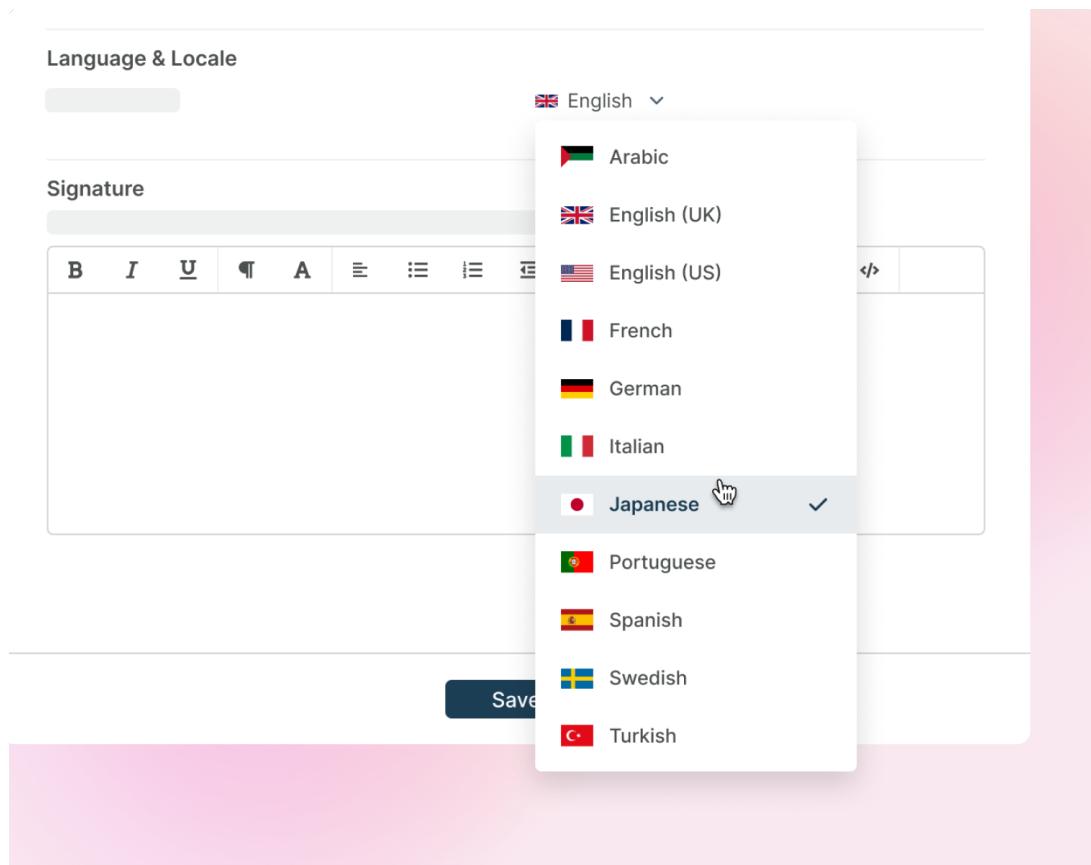 Language & Locale
English
Arabic
Signature
English (UK)
B I U ¶ A </>
English (US)
French
German
Italian
Japanese
Portuguese
Spanish
Swedish
Save
Turkish